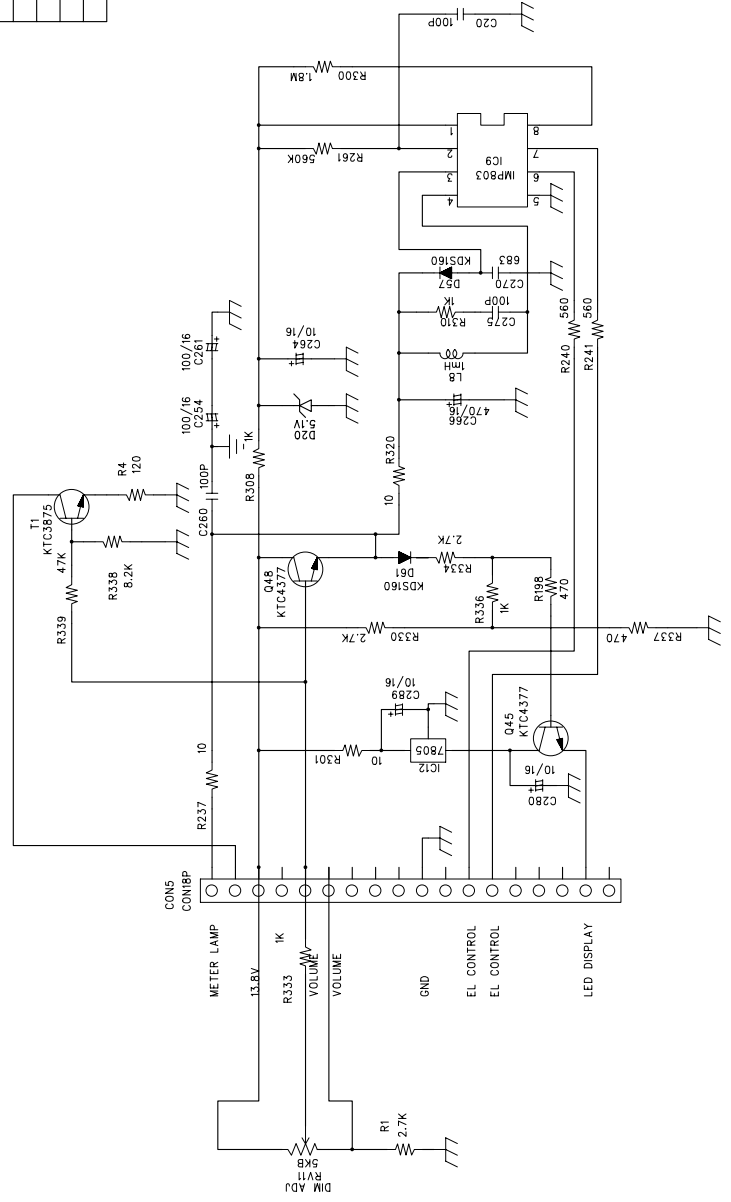 100P
C20
1.8M
R300
560K
R261
1
2
3
4
8
7
6
5
IC9
IMP803
KDS160
D57
683
C270
1K
R310
100P
C275
1mH
L8
470/16
C266
R240
560
R241
560
100/16
C261
100/16
C254
10/16
C264
5.1V
D20
1K
R308
R320
10
100P
C260
R4
120
T1
KTC3875
47K
R338
8.2K
R339
Q48
KTC4377
D61
KDS160
2.7K
R334
R336
1K
R198
470
2.7K
R330
470
R337
10/16
C289
R301
10
7805
IC12
Q45
KTC4377
10/16
C280
10
R237
CON5
CON18P
METER LAMP
13.8V
1K
R333
VOLUME
VOLUME
GND
EL CONTROL
EL CONTROL
LED DISPLAY
R1
2.7K
5KB
RV11
DIM ADJ